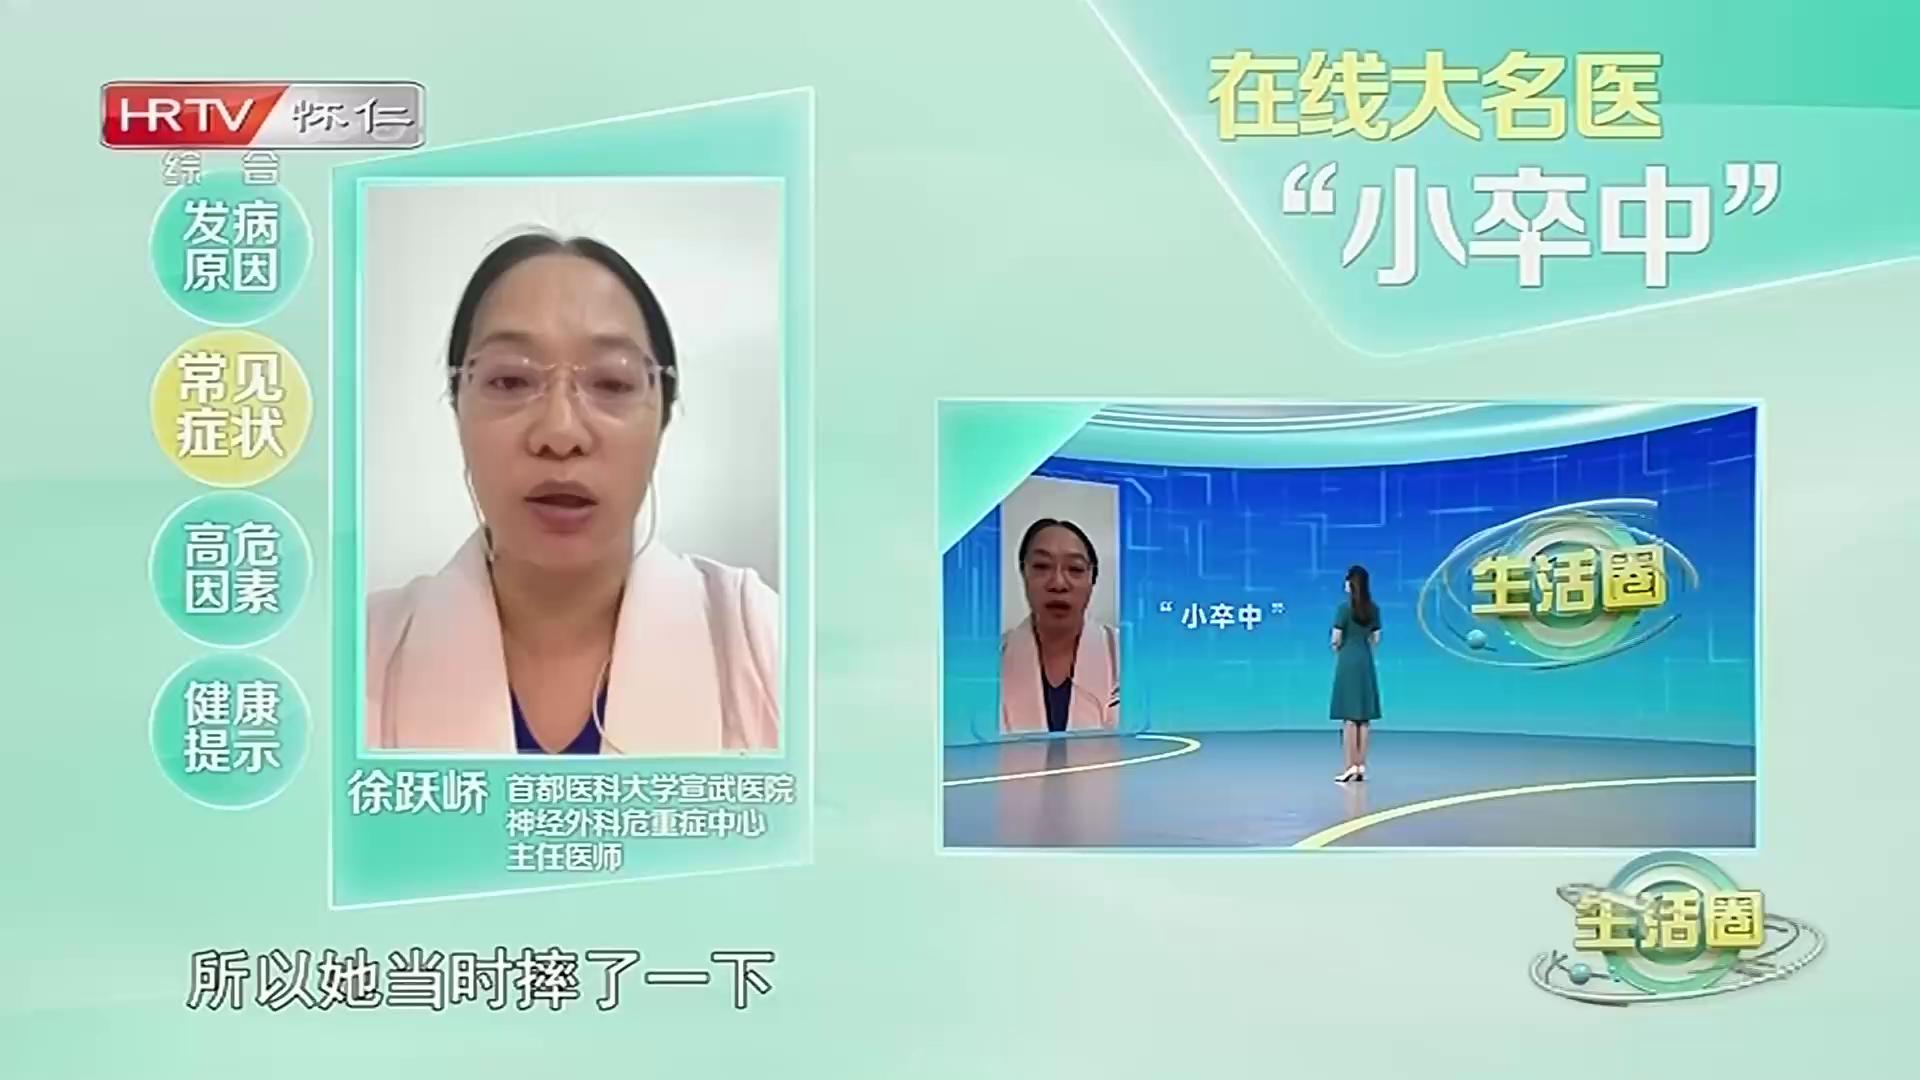 HRTV 怀仁
综合
发病
原因
常见
症状
高危
因素
健康
提示
徐跃峤
首都医科大学宣武医院
神经外科危重症中心
主任医师
在线大名医
“小卒中”
“小卒中”
生活圈
生活圈
所以她当时摔了一下